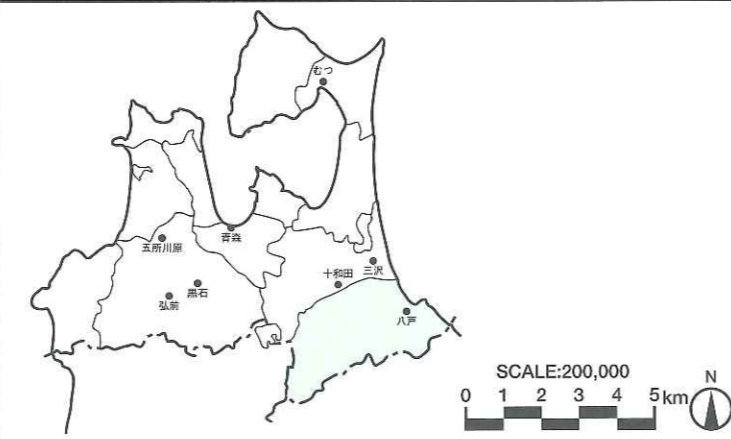 むつ
青森
五所川原
三沢
十和田
黒石
弘前
八戸
SCALE:200,000
0 1 2 3 4 5km
N